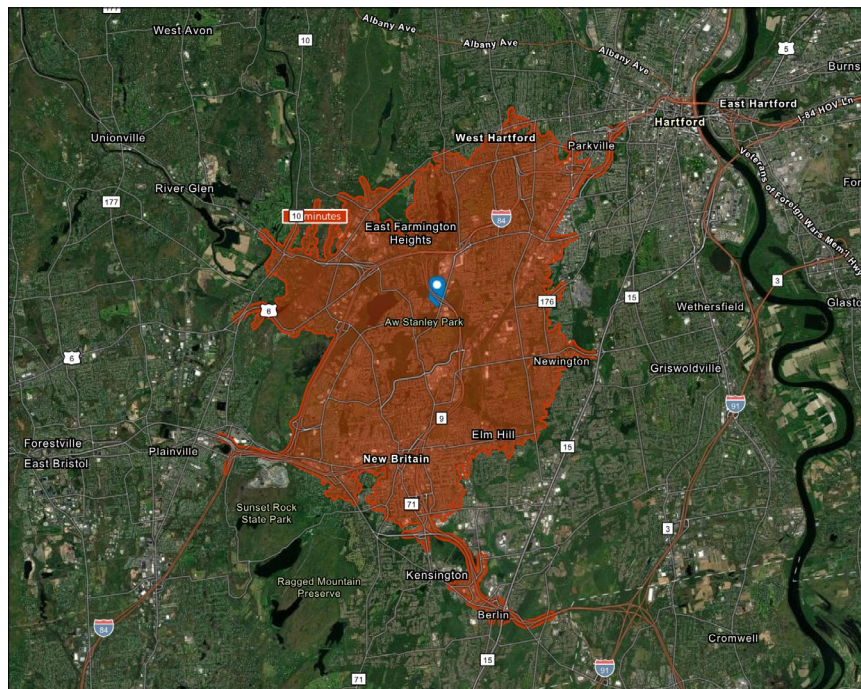 177
West Avon
10
Albany Ave
Albany Ave
Albany Ave
5
Burns
East Hartford
I-84 HOV Ln
Hartford
Unionville
West Hartford
Parkville
Veterans of Foreign Wars Mem'l Hwy
River Glen
For
177
10
minutes
84
East Farmington
Heights
3
15
176
Wethersfield
Glasto
6
Aw Stanley Park
6
Newington
Griswoldville
91
9
15
Elm Hill
Forestville
East Bristol
Plainville
New Britain
71
Sunset Rock
State Park
3
Kensington
Ragged Mountain
Preserve
Berlin
84
Cromwell
15
91
71